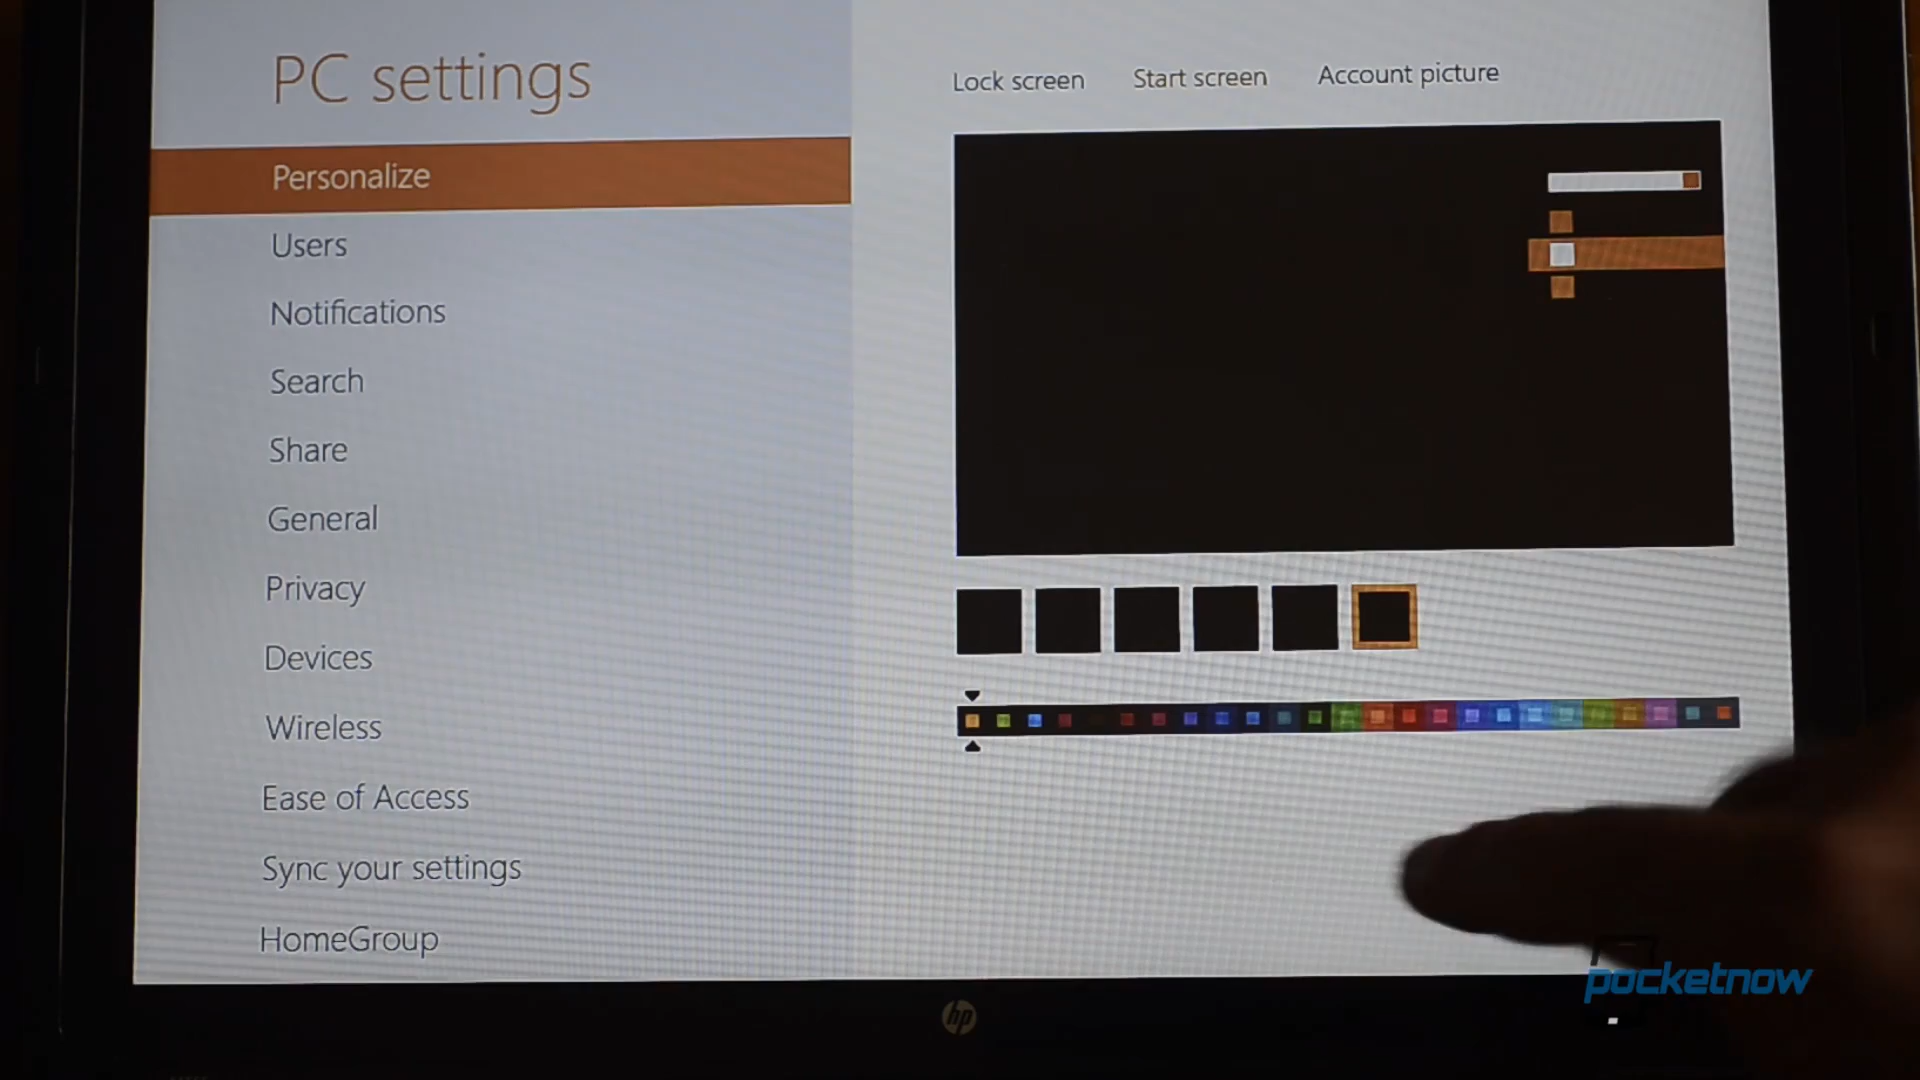 PC settings
Lock screen
Start screen
Account picture
Personalize
Users
Notifications
Search
Share
General
Privacy
Devices
Wireless
Ease of Access
Sync your settings
HomeGroup
hp
pocketnow